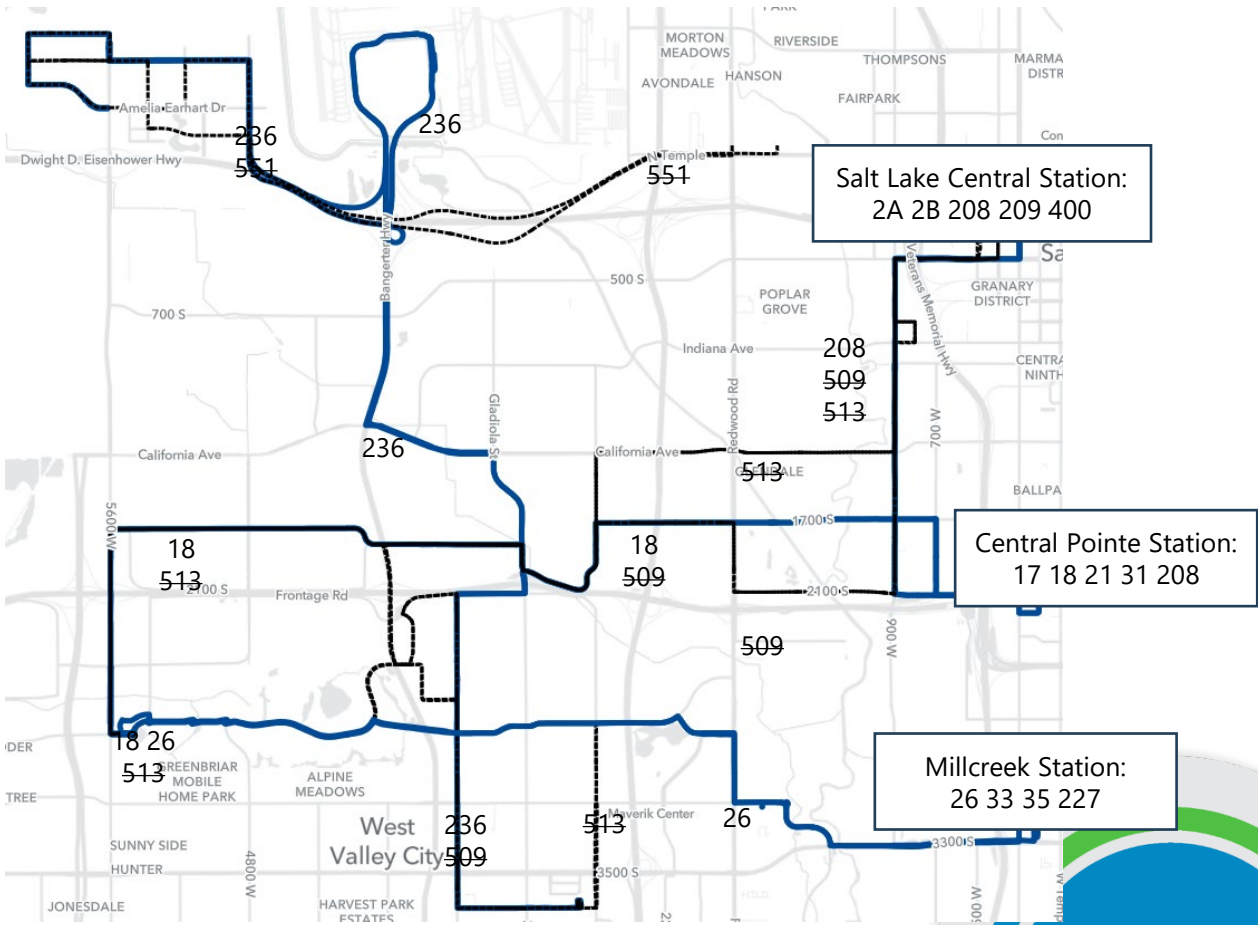 PARK
MORTON
MEADOWS
RIVERSIDE
THOMPSONS
MARMA
DISTR
AVONDALE
HANSON
FAIRPARK
Amelia Earhart Dr
236
236
551
Dwight D. Eisenhower Hwy
N Temple
551
Con
Salt Lake Central Station:
2A 2B 208 209 400
Bangerter Hwy
Veterans Memorial Hwy
Sa
500 S
POPLAR
GROVE
GRANARY
DISTRICT
700 S
Indiana Ave
208
509
513
CENTRA
NINTH
Redwood Rd
Gladiola St
700 W
236
California Ave
California Ave
GLENDALE
513
BALLPA
5600 W
1700 S
18
513
18
509
Central Pointe Station:
17 18 21 31 208
2100 S
Frontage Rd
2100 S
509
900 W
18 26
513
DER
GREENBRIAR
MOBILE
HOME PARK
ALPINE
MEADOWS
TREE
Millcreek Station:
26 33 35 227
West
Valley City
236
509
513
Maverik Center
26
SUNNY SIDE
HUNTER
4800 W
3300 S
3500 S
JONESDALE
HARVEST PARK
ESTATES
W Temp